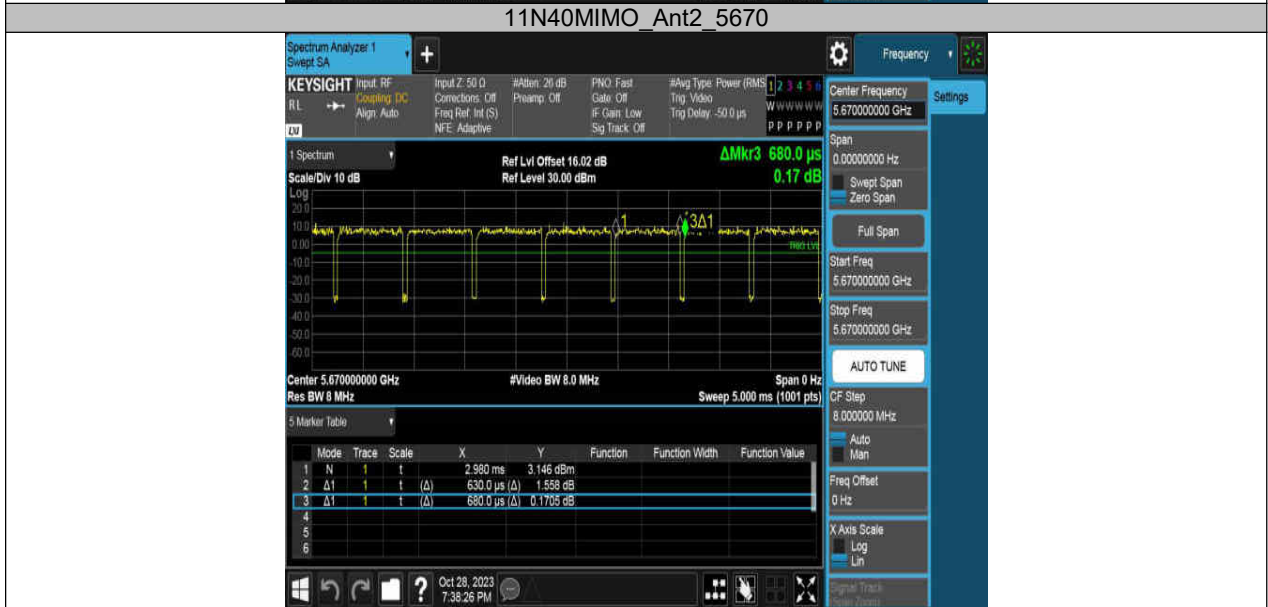 11N40MIMO_Ant2_5670
Spectrum Analyzer 1
Swept SA
+
Frequency
KEYSIGHT
RL
LXI
Input: RF
Coupling: DC
Align: Auto
Input Z: 50 Ω
Corrections: Off
Freq Ref: Int (S)
NFE: Adaptive
#Atten: 26 dB
Preamp: Off
PNO: Fast
Gate: Off
IF Gain: Low
Sig Track: Off
#Avg Type: Power (RMS
Trig: Video
Trig Delay: -50.0 µs
1 2 3 4 5 6
W W W W W W
P P P P P P
Center Frequency
5.670000000 GHz
Settings
1 Spectrum
Scale/Div 10 dB
Ref Lvl Offset 16.02 dB
Ref Level 30.00 dBm
ΔMkr3 680.0 µs
0.17 dB
Span
0.00000000 Hz
Swept Span
Zero Span
Log
20.0
10.0
0.00
-10.0
-20.0
-30.0
-40.0
-50.0
-60.0
1
3Δ1
TRIG LVL
Full Span
Start Freq
5.670000000 GHz
Stop Freq
5.670000000 GHz
AUTO TUNE
Center 5.670000000 GHz
Res BW 8 MHz
#Video BW 8.0 MHz
Span 0 Hz
Sweep 5.000 ms (1001 pts)
CF Step
8.000000 MHz
Auto
Man
5 Marker Table
Mode Trace Scale X Y Function Function Width Function Value
1 N 1 t 2.980 ms 3.146 dBm
2 Δ1 1 t (Δ) 630.0 µs (Δ) 1.558 dB
3 Δ1 1 t (Δ) 680.0 µs (Δ) 0.1705 dB
4
5
6
Freq Offset
0 Hz
X Axis Scale
Log
Lin
Signal Track
?
Oct 28, 2023
7:38:26 PM